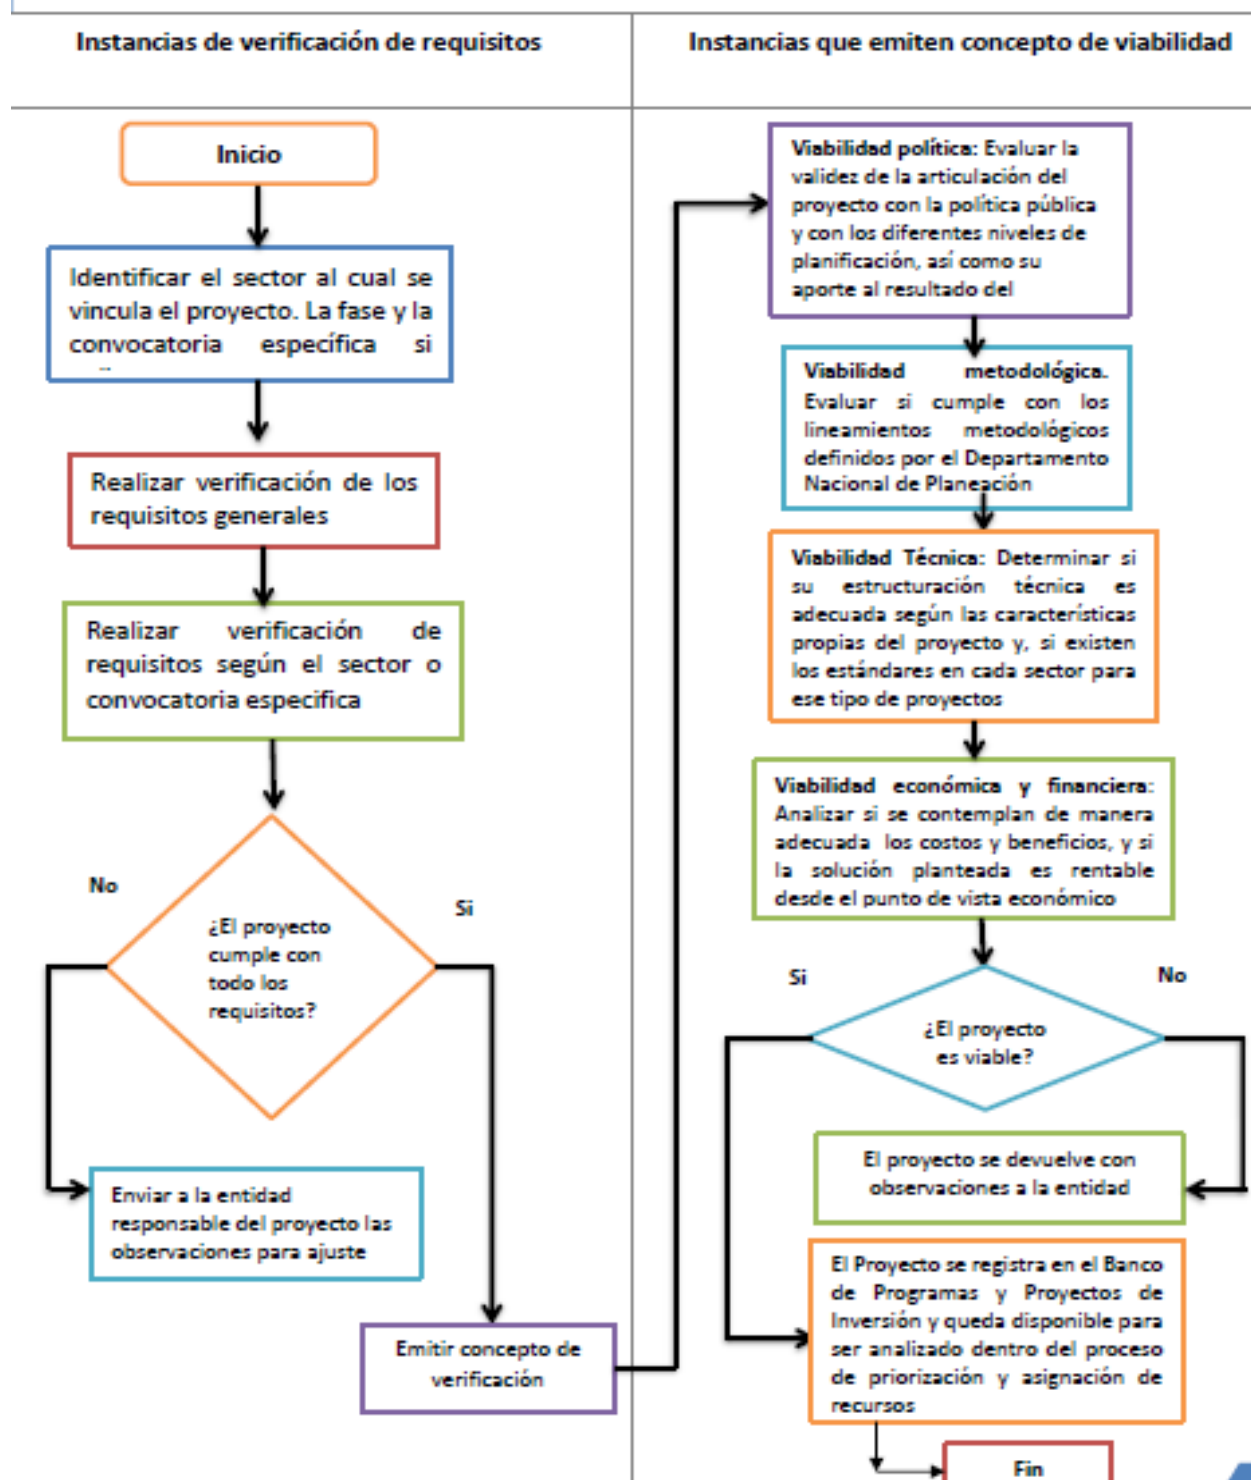 Instancias de verificación de requisitos
Inicio
Identificar el sector al cual se
vincula el proyecto. La fase y la
convocatoria específica si
Realizar verificación de los
requisitos generales
Realizar verificación de
requisitos según el sector o
convocatoria especifica
No
Si
¿El proyecto
cumple con
todo los
requisitos?
Enviar a la entidad
responsable del proyecto las
observaciones para ajuste
Emitir concepto de
verificación
Instancias que emiten concepto de viabilidad
Viabilidad política: Evaluar la
validez de la articulación del
proyecto con la política pública
y con los diferentes niveles de
planificación, así como su
aporte al resultado del
Viabilidad metodológica.
Evaluar si cumple con los
lineamientos metodológicos
definidos por el Departamento
Nacional de Planeación
Viabilidad Técnica: Determinar si
su estructuración técnica es
adecuada según las características
propias del proyecto y, si existen
los estándares en cada sector para
ese tipo de proyectos
Viabilidad económica y financiera:
Analizar si se contemplan de manera
adecuada los costos y beneficios, y si
la solución planteada es rentable
desde el punto de vista económico
Si
No
¿El proyecto
es viable?
El proyecto se devuelve con
observaciones a la entidad
El Proyecto se registra en el Banco
de Programas y Proyectos de
Inversión y queda disponible para
ser analizado dentro del proceso
de priorización y asignación de
recursos
Fin